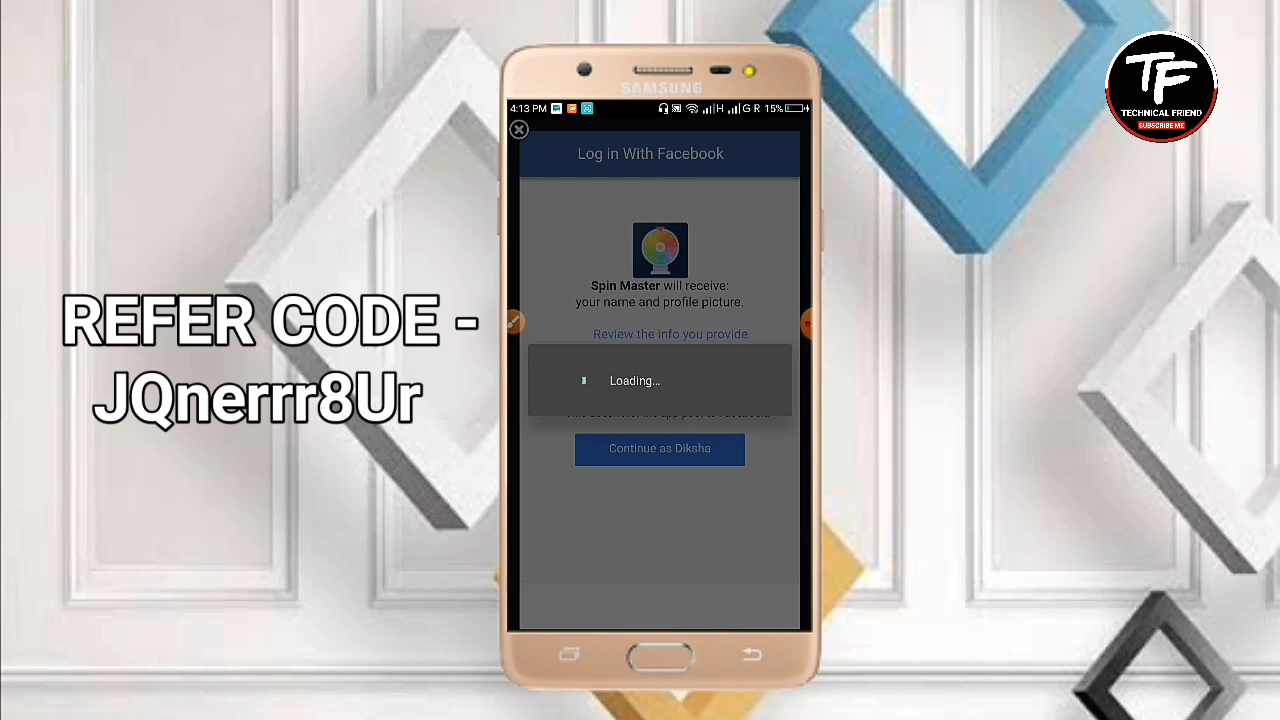 SAMSUNG
4:13 PM
H
G R 15%
TF
TECHNICAL FRIEND
SUBSCRIBE ME
Log in With Facebook
Spin Master will receive:
your name and profile picture.
Review the info you provide
REFER CODE -
JQnerrr8Ur
Loading...
Continue as Diksha